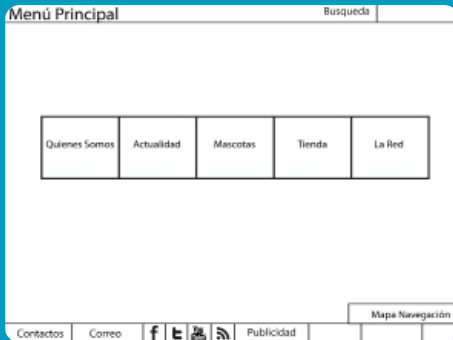 Menú Principal
Busqueda
Quienes Somos
Actualidad
Mascotas
Tienda
La Red
Mapa Navegación
Contactos
Correo
Publicidad